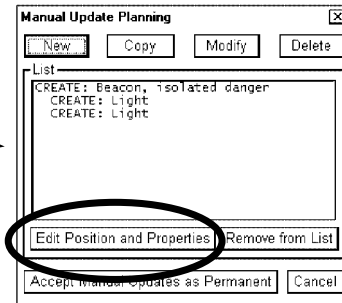 Manual Update Planning
New Copy Modify Delete
List
CREATE: Beacon, isolated danger
CREATE: Light
CREATE: Light
Edit Position and Properties Remove from List
Accept Manual Updates as Permanent Cancel